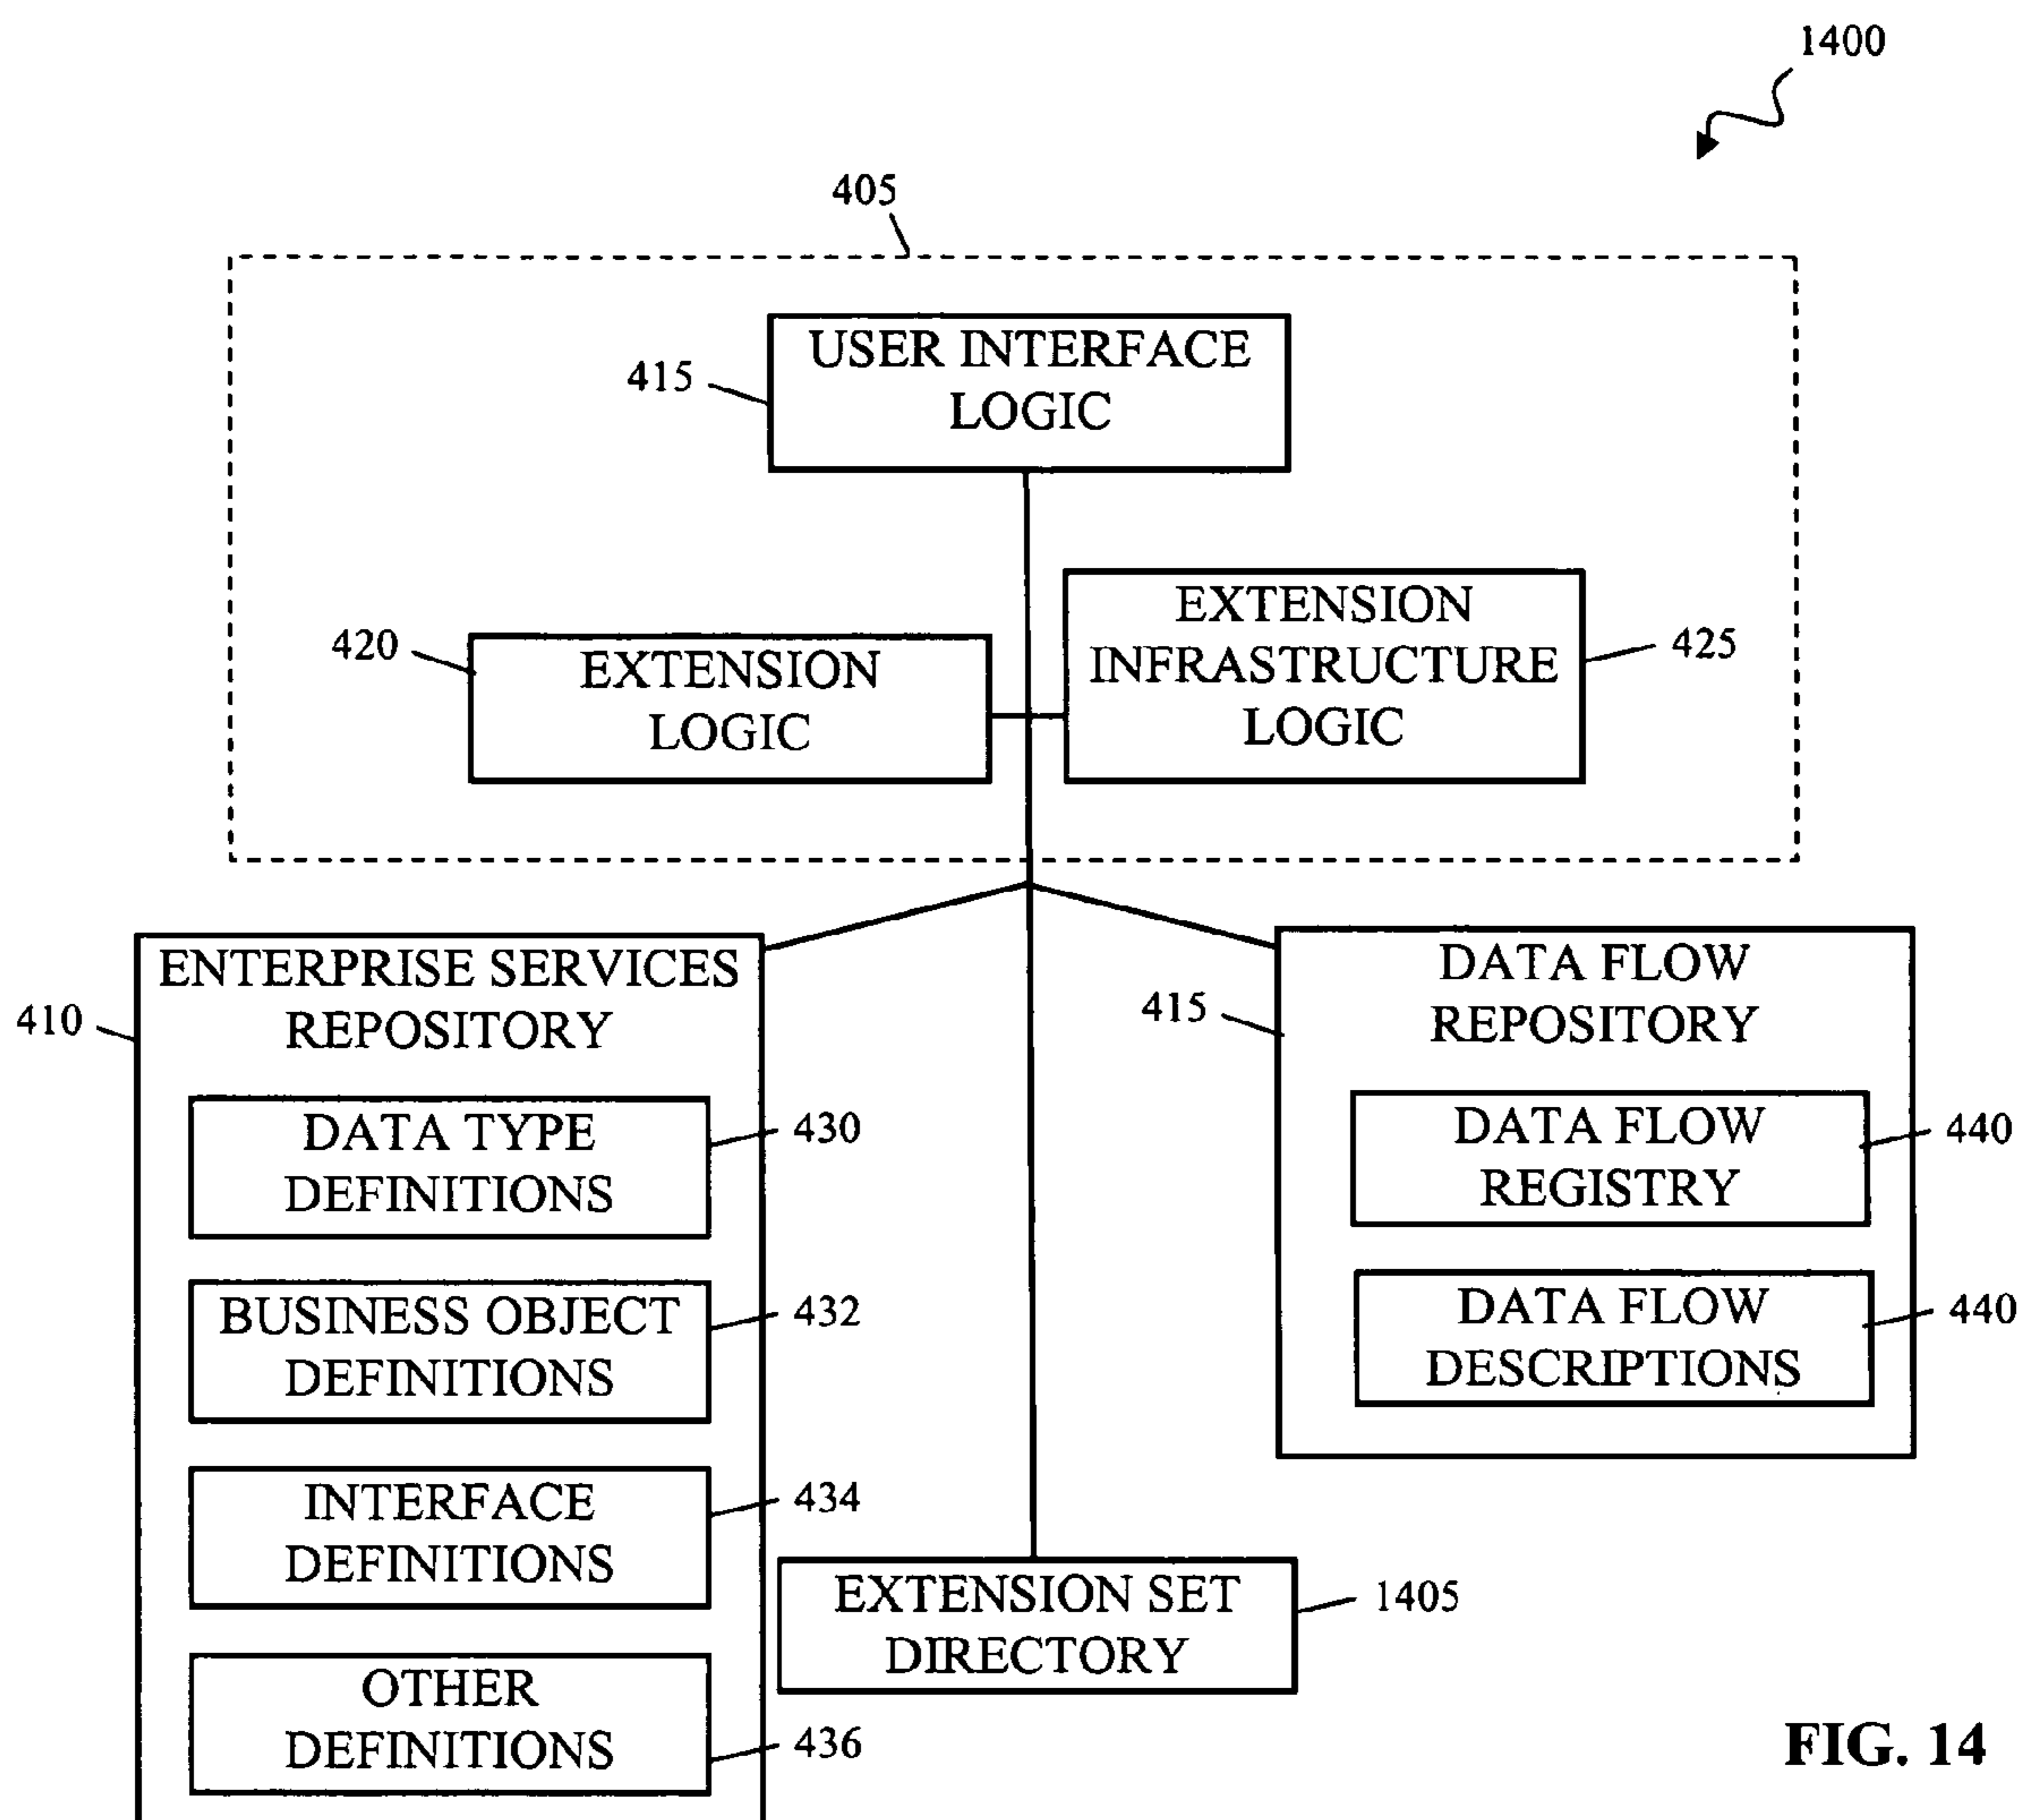 1400
405
USER INTERFACE
LOGIC
415
EXTENSION
LOGIC
420
EXTENSION
INFRASTRUCTURE
LOGIC
425
ENTERPRISE SERVICES
REPOSITORY
410
DATA TYPE
DEFINITIONS
430
BUSINESS OBJECT
DEFINITIONS
432
INTERFACE
DEFINITIONS
434
OTHER
DEFINITIONS
436
DATA FLOW
REPOSITORY
415
DATA FLOW
REGISTRY
440
DATA FLOW
DESCRIPTIONS
440
EXTENSION SET
DIRECTORY
1405
FIG. 14